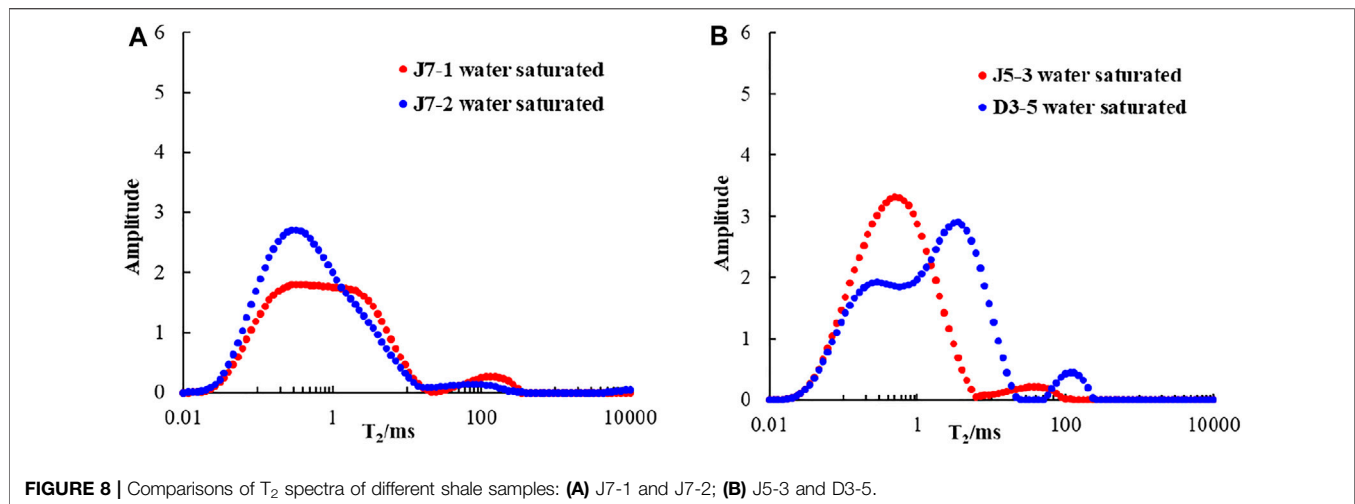 A
6
5
4
3
2
1
0
Amplitude
J7-1 water saturated
J7-2 water saturated
0.01 1 100 10000
T₂/ms
B
6
5
4
3
2
1
0
Amplitude
J5-3 water saturated
D3-5 water saturated
0.01 1 100 10000
T₂/ms
FIGURE 8 | Comparisons of T₂ spectra of different shale samples: (A) J7-1 and J7-2; (B) J5-3 and D3-5.